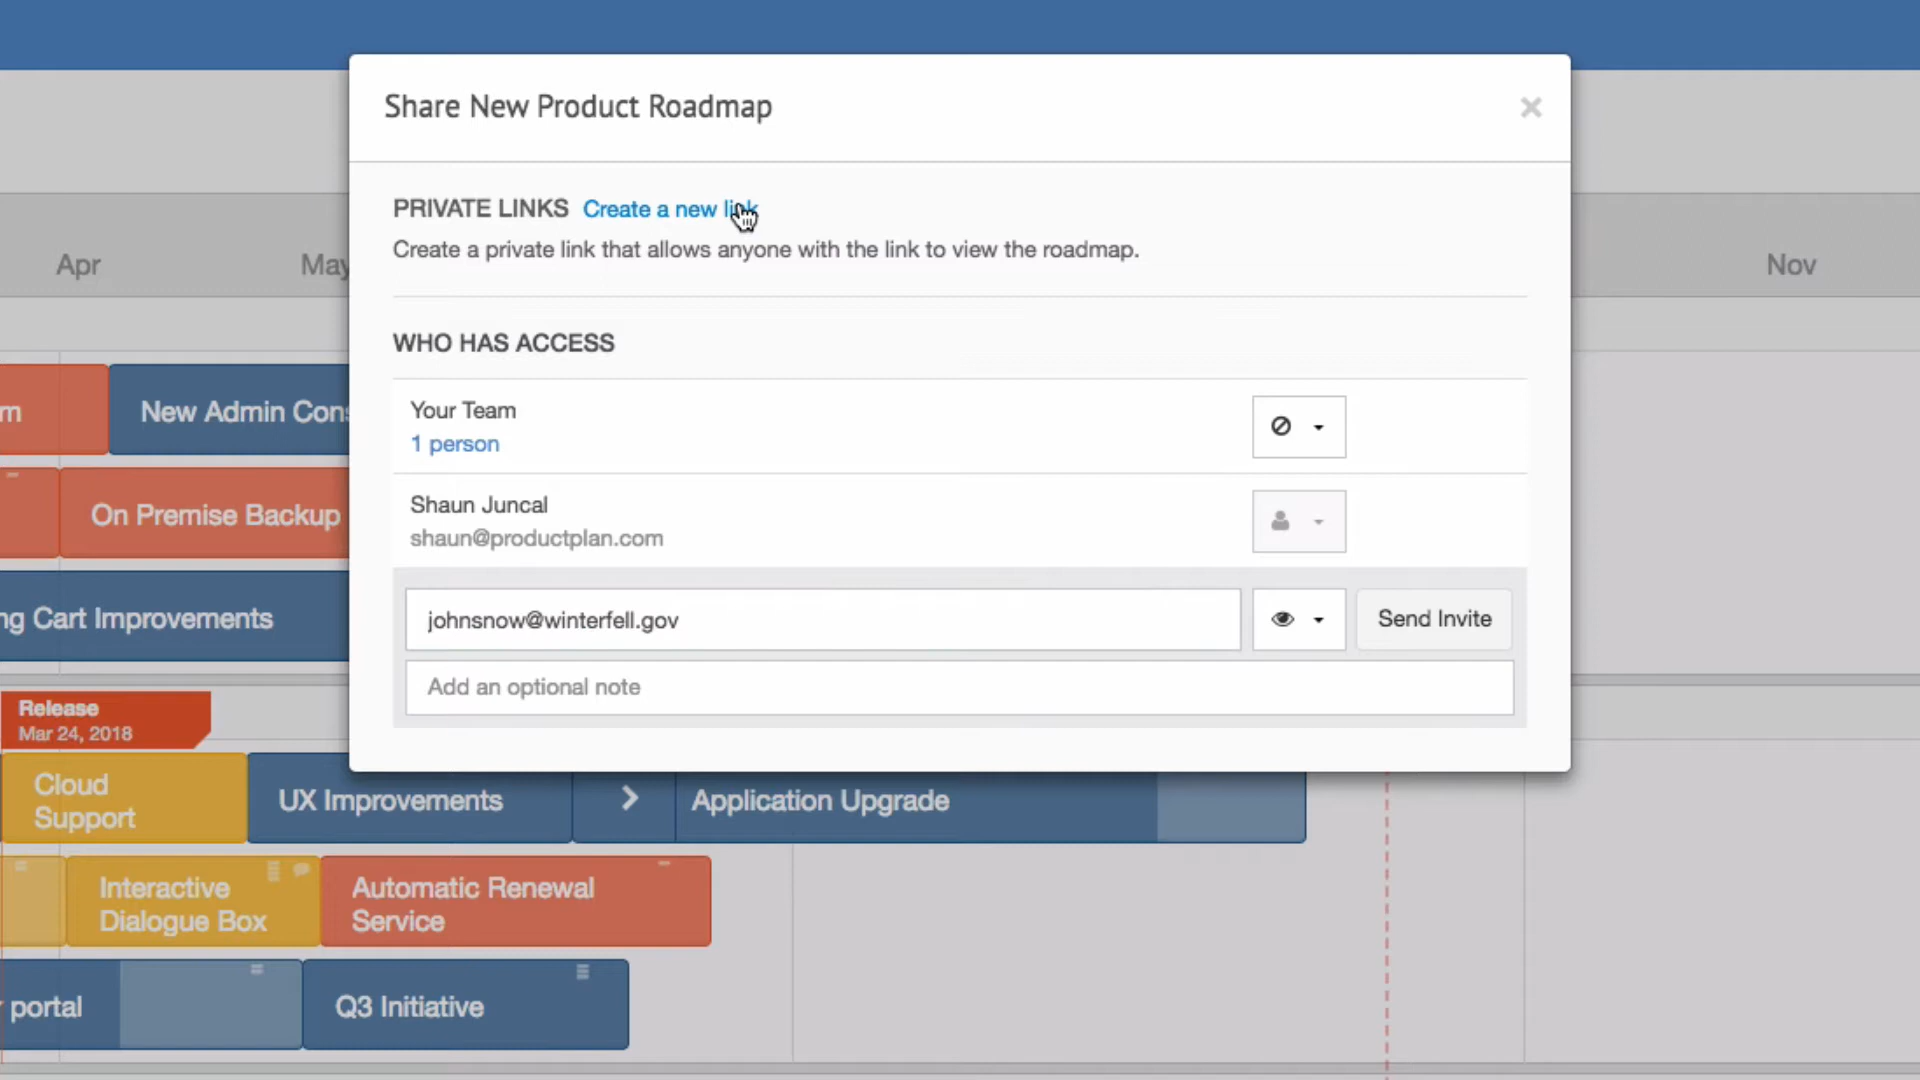 Share New Product Roadmap
×
PRIVATE LINKS Create a new link
Create a private link that allows anyone with the link to view the roadmap.
Apr
May
Nov
WHO HAS ACCESS
Your Team
1 person
Shaun Juncal
shaun@productplan.com
johnsnow@winterfell.gov
Send Invite
Add an optional note
m
New Admin Cons
On Premise Backup
ng Cart Improvements
Release
Mar 24, 2018
Cloud
Support
UX Improvements
Application Upgrade
Interactive
Dialogue Box
Automatic Renewal
Service
r portal
Q3 Initiative